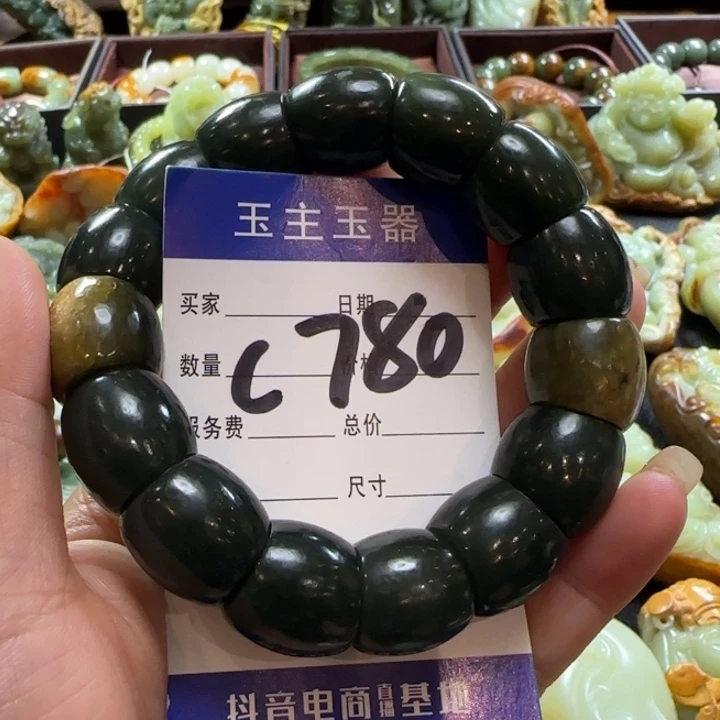 玉主玉器
买家 日期
数量
C780
服务费 总价
尺寸
抖音电商直播基地